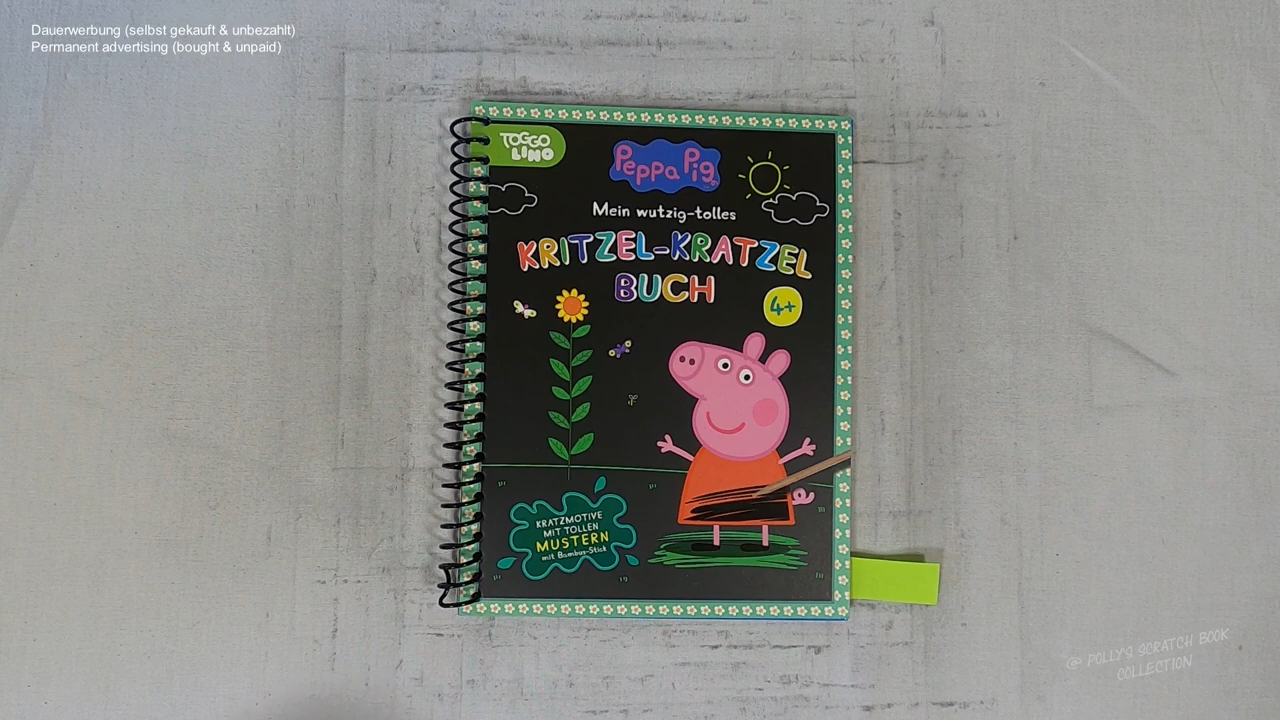 Dauerwerbung (selbst gekauft & unbezahlt)
Permanent advertising (bought & unpaid)
TOGGO
LINO
Peppa Pig
Mein wutzig-tolles
KRITZEL-KRATZEL
BUCH
4+
KRATZMOTIVE
MIT TOLLEN
MUSTERN
mit Bambus-Stick
@ POLLY'S SCRATCH BOOK
COLLECTION